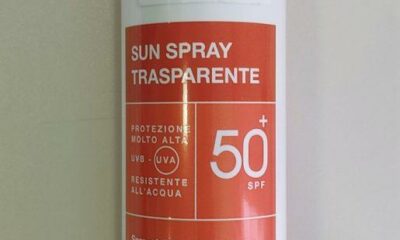 SUN SPRAY
TRASPARENTE
PROTEZIONE
MOLTO ALTA
UVB - UVA
RESISTENTE
ALL'ACQUA
50+
SPF